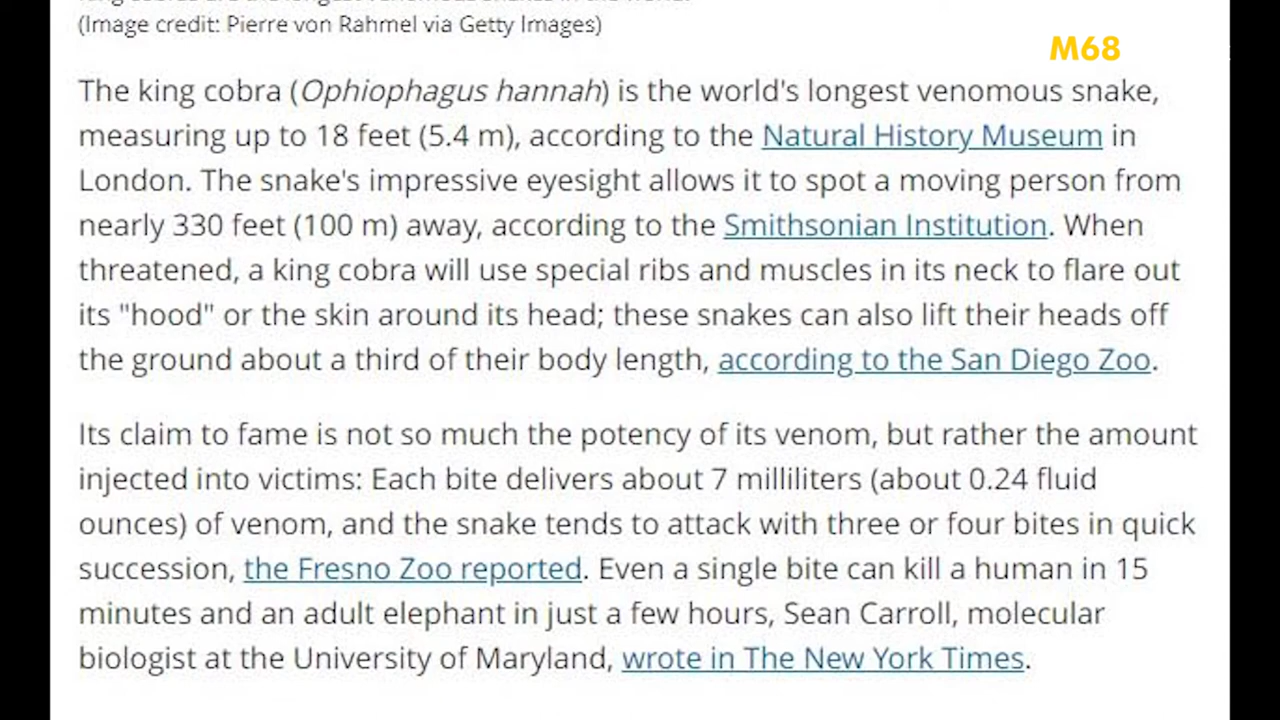 (Image credit: Pierre von Rahmel via Getty Images)
M68
The king cobra (Ophiophagus hannah) is the world's longest venomous snake,
measuring up to 18 feet (5.4 m), according to the Natural History Museum in
London. The snake's impressive eyesight allows it to spot a moving person from
nearly 330 feet (100 m) away, according to the Smithsonian Institution. When
threatened, a king cobra will use special ribs and muscles in its neck to flare out
its "hood" or the skin around its head; these snakes can also lift their heads off
the ground about a third of their body length, according to the San Diego Zoo.
Its claim to fame is not so much the potency of its venom, but rather the amount
injected into victims: Each bite delivers about 7 milliliters (about 0.24 fluid
ounces) of venom, and the snake tends to attack with three or four bites in quick
succession, the Fresno Zoo reported. Even a single bite can kill a human in 15
minutes and an adult elephant in just a few hours, Sean Carroll, molecular
biologist at the University of Maryland, wrote in The New York Times.